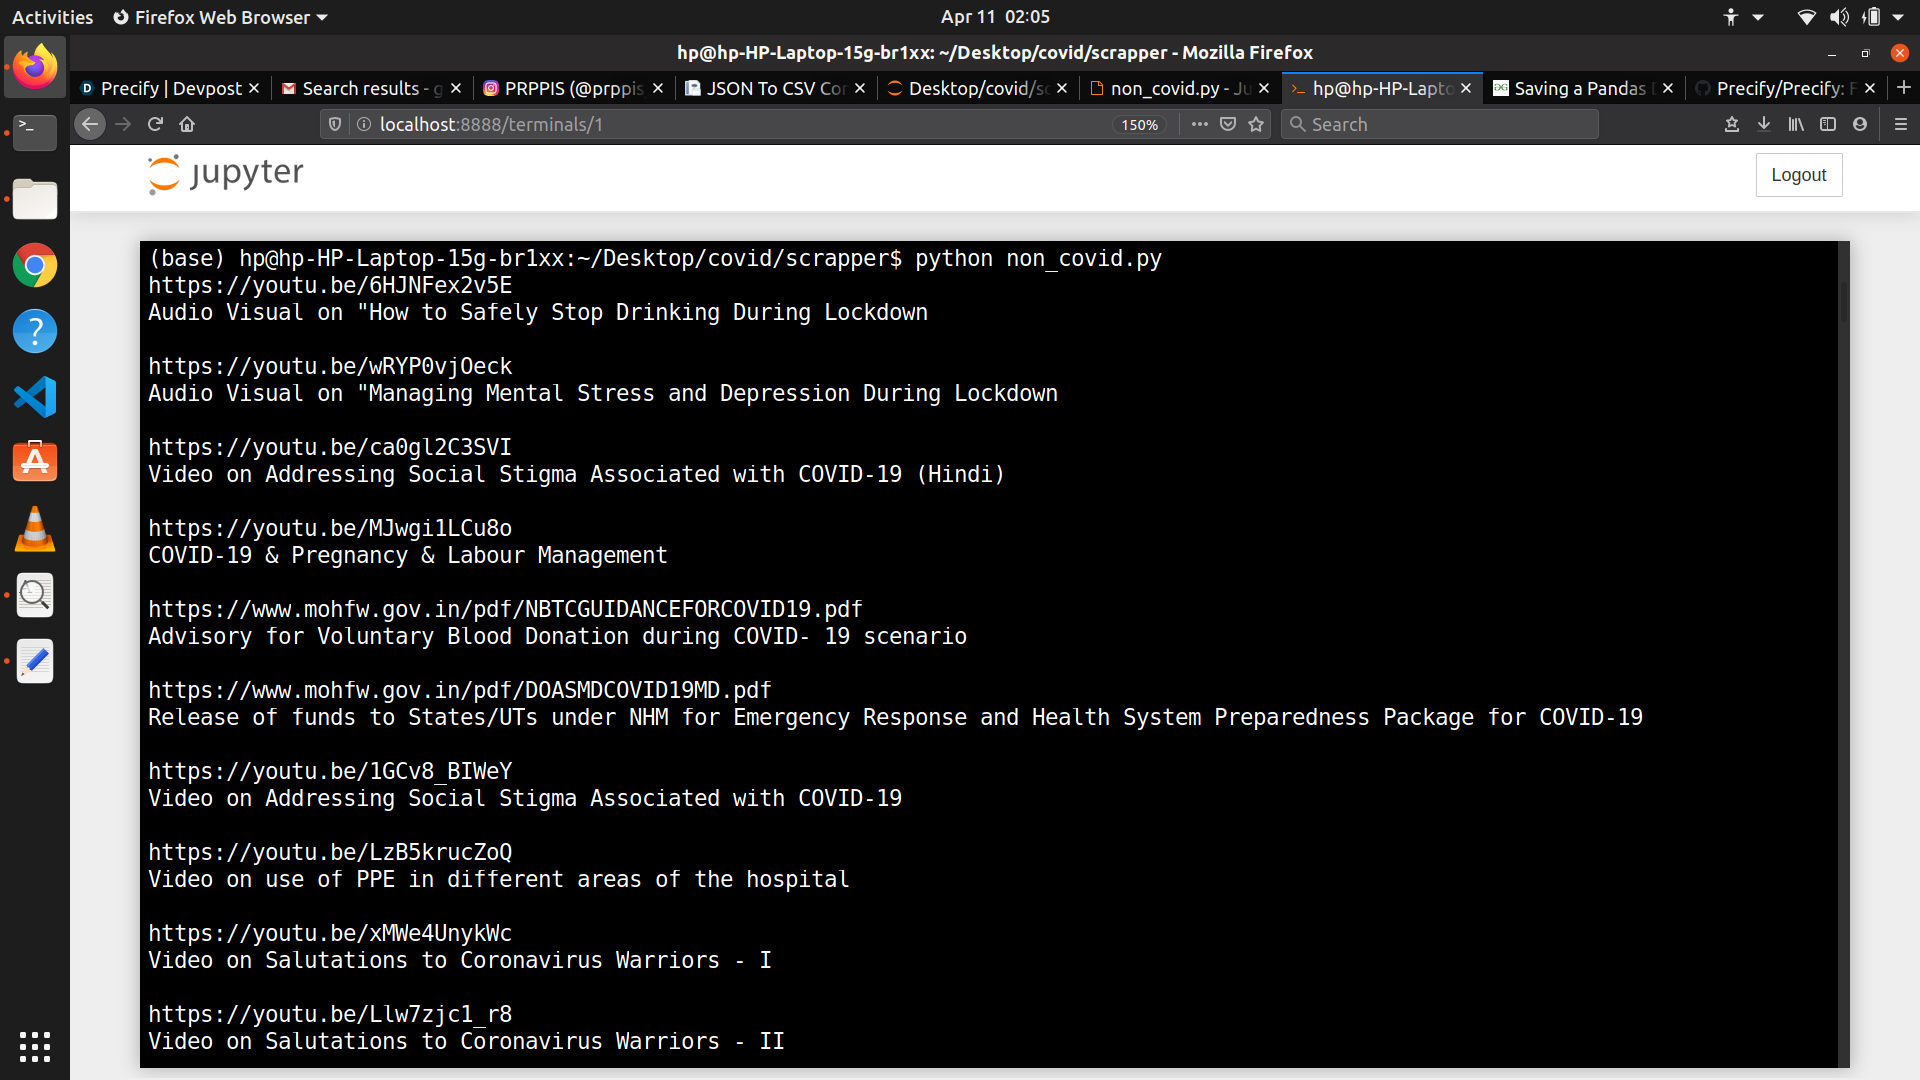 Activities Firefox Web Browser Apr 11 02:05
hp@hp-HP-Laptop-15g-br1xx: ~/Desktop/covid/scrapper - Mozilla Firefox
Precify | Devpost Search results - PRPPIS (@prppis JSON To CSV Con Desktop/covid/sc non_covid.py - Ju hp@hp-HP-Lapto Saving a Pandas Precify/Precify:
localhost:8888/terminals/1 150% Search
jupyter Logout
(base) hp@hp-HP-Laptop-15g-br1xx:~/Desktop/covid/scrapper$ python non_covid.py
https://youtu.be/6HJNFex2v5E
Audio Visual on "How to Safely Stop Drinking During Lockdown
https://youtu.be/wRYP0vjOeck
Audio Visual on "Managing Mental Stress and Depression During Lockdown
https://youtu.be/ca0gl2C3SVI
Video on Addressing Social Stigma Associated with COVID-19 (Hindi)
https://youtu.be/MJwgi1LCu8o
COVID-19 & Pregnancy & Labour Management
https://www.mohfw.gov.in/pdf/NBTCGUIDANCEFORCOVID19.pdf
Advisory for Voluntary Blood Donation during COVID- 19 scenario
https://www.mohfw.gov.in/pdf/DOASMDCOVID19MD.pdf
Release of funds to States/UTs under NHM for Emergency Response and Health System Preparedness Package for COVID-19
https://youtu.be/1GCv8_BIWeY
Video on Addressing Social Stigma Associated with COVID-19
https://youtu.be/LzB5krucZoQ
Video on use of PPE in different areas of the hospital
https://youtu.be/xMWe4UnykWc
Video on Salutations to Coronavirus Warriors - I
https://youtu.be/Llw7zjc1_r8
Video on Salutations to Coronavirus Warriors - II